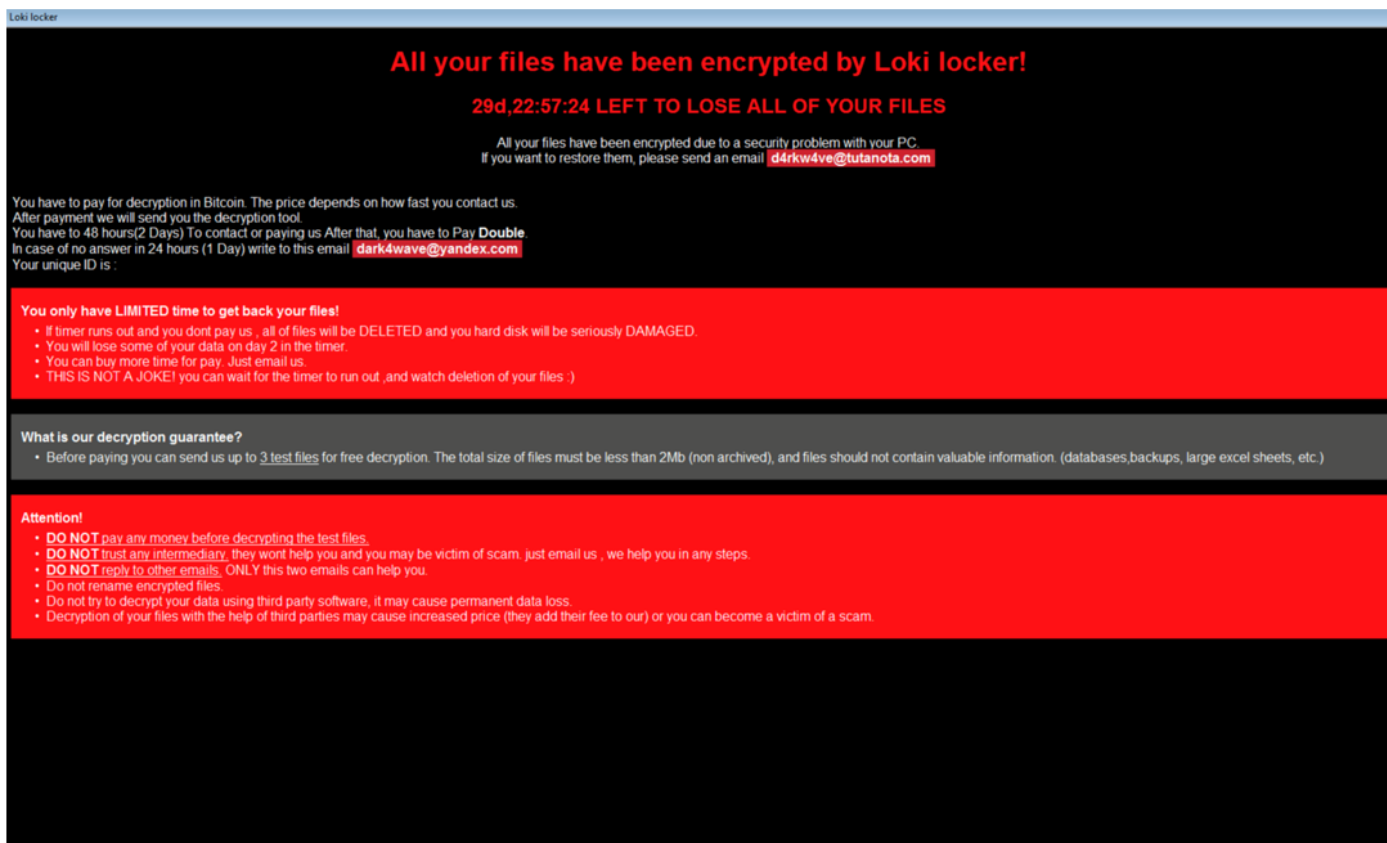 Loki locker
All your files have been encrypted by Loki locker!
29d,22:57:24 LEFT TO LOSE ALL OF YOUR FILES
All your files have been encrypted due to a security problem with your PC.
If you want to restore them, please send an email d4rkw4ve@tutanota.com
You have to pay for decryption in Bitcoin. The price depends on how fast you contact us.
After payment we will send you the decryption tool.
You have to 48 hours(2 Days) To contact or paying us After that, you have to Pay Double.
In case of no answer in 24 hours (1 Day) write to this email dark4wave@yandex.com
Your unique ID is :
You only have LIMITED time to get back your files!
• If timer runs out and you dont pay us , all of files will be DELETED and you hard disk will be seriously DAMAGED.
• You will lose some of your data on day 2 in the timer.
• You can buy more time for pay. Just email us.
• THIS IS NOT A JOKE! you can wait for the timer to run out ,and watch deletion of your files :)
What is our decryption guarantee?
• Before paying you can send us up to 3 test files for free decryption. The total size of files must be less than 2Mb (non archived), and files should not contain valuable information. (databases,backups, large excel sheets, etc.)
Attention!
• DO NOT pay any money before decrypting the test files.
• DO NOT trust any intermediary. they wont help you and you may be victim of scam. just email us , we help you in any steps.
• DO NOT reply to other emails. ONLY this two emails can help you.
• Do not rename encrypted files.
• Do not try to decrypt your data using third party software, it may cause permanent data loss.
• Decryption of your files with the help of third parties may cause increased price (they add their fee to our) or you can become a victim of a scam.